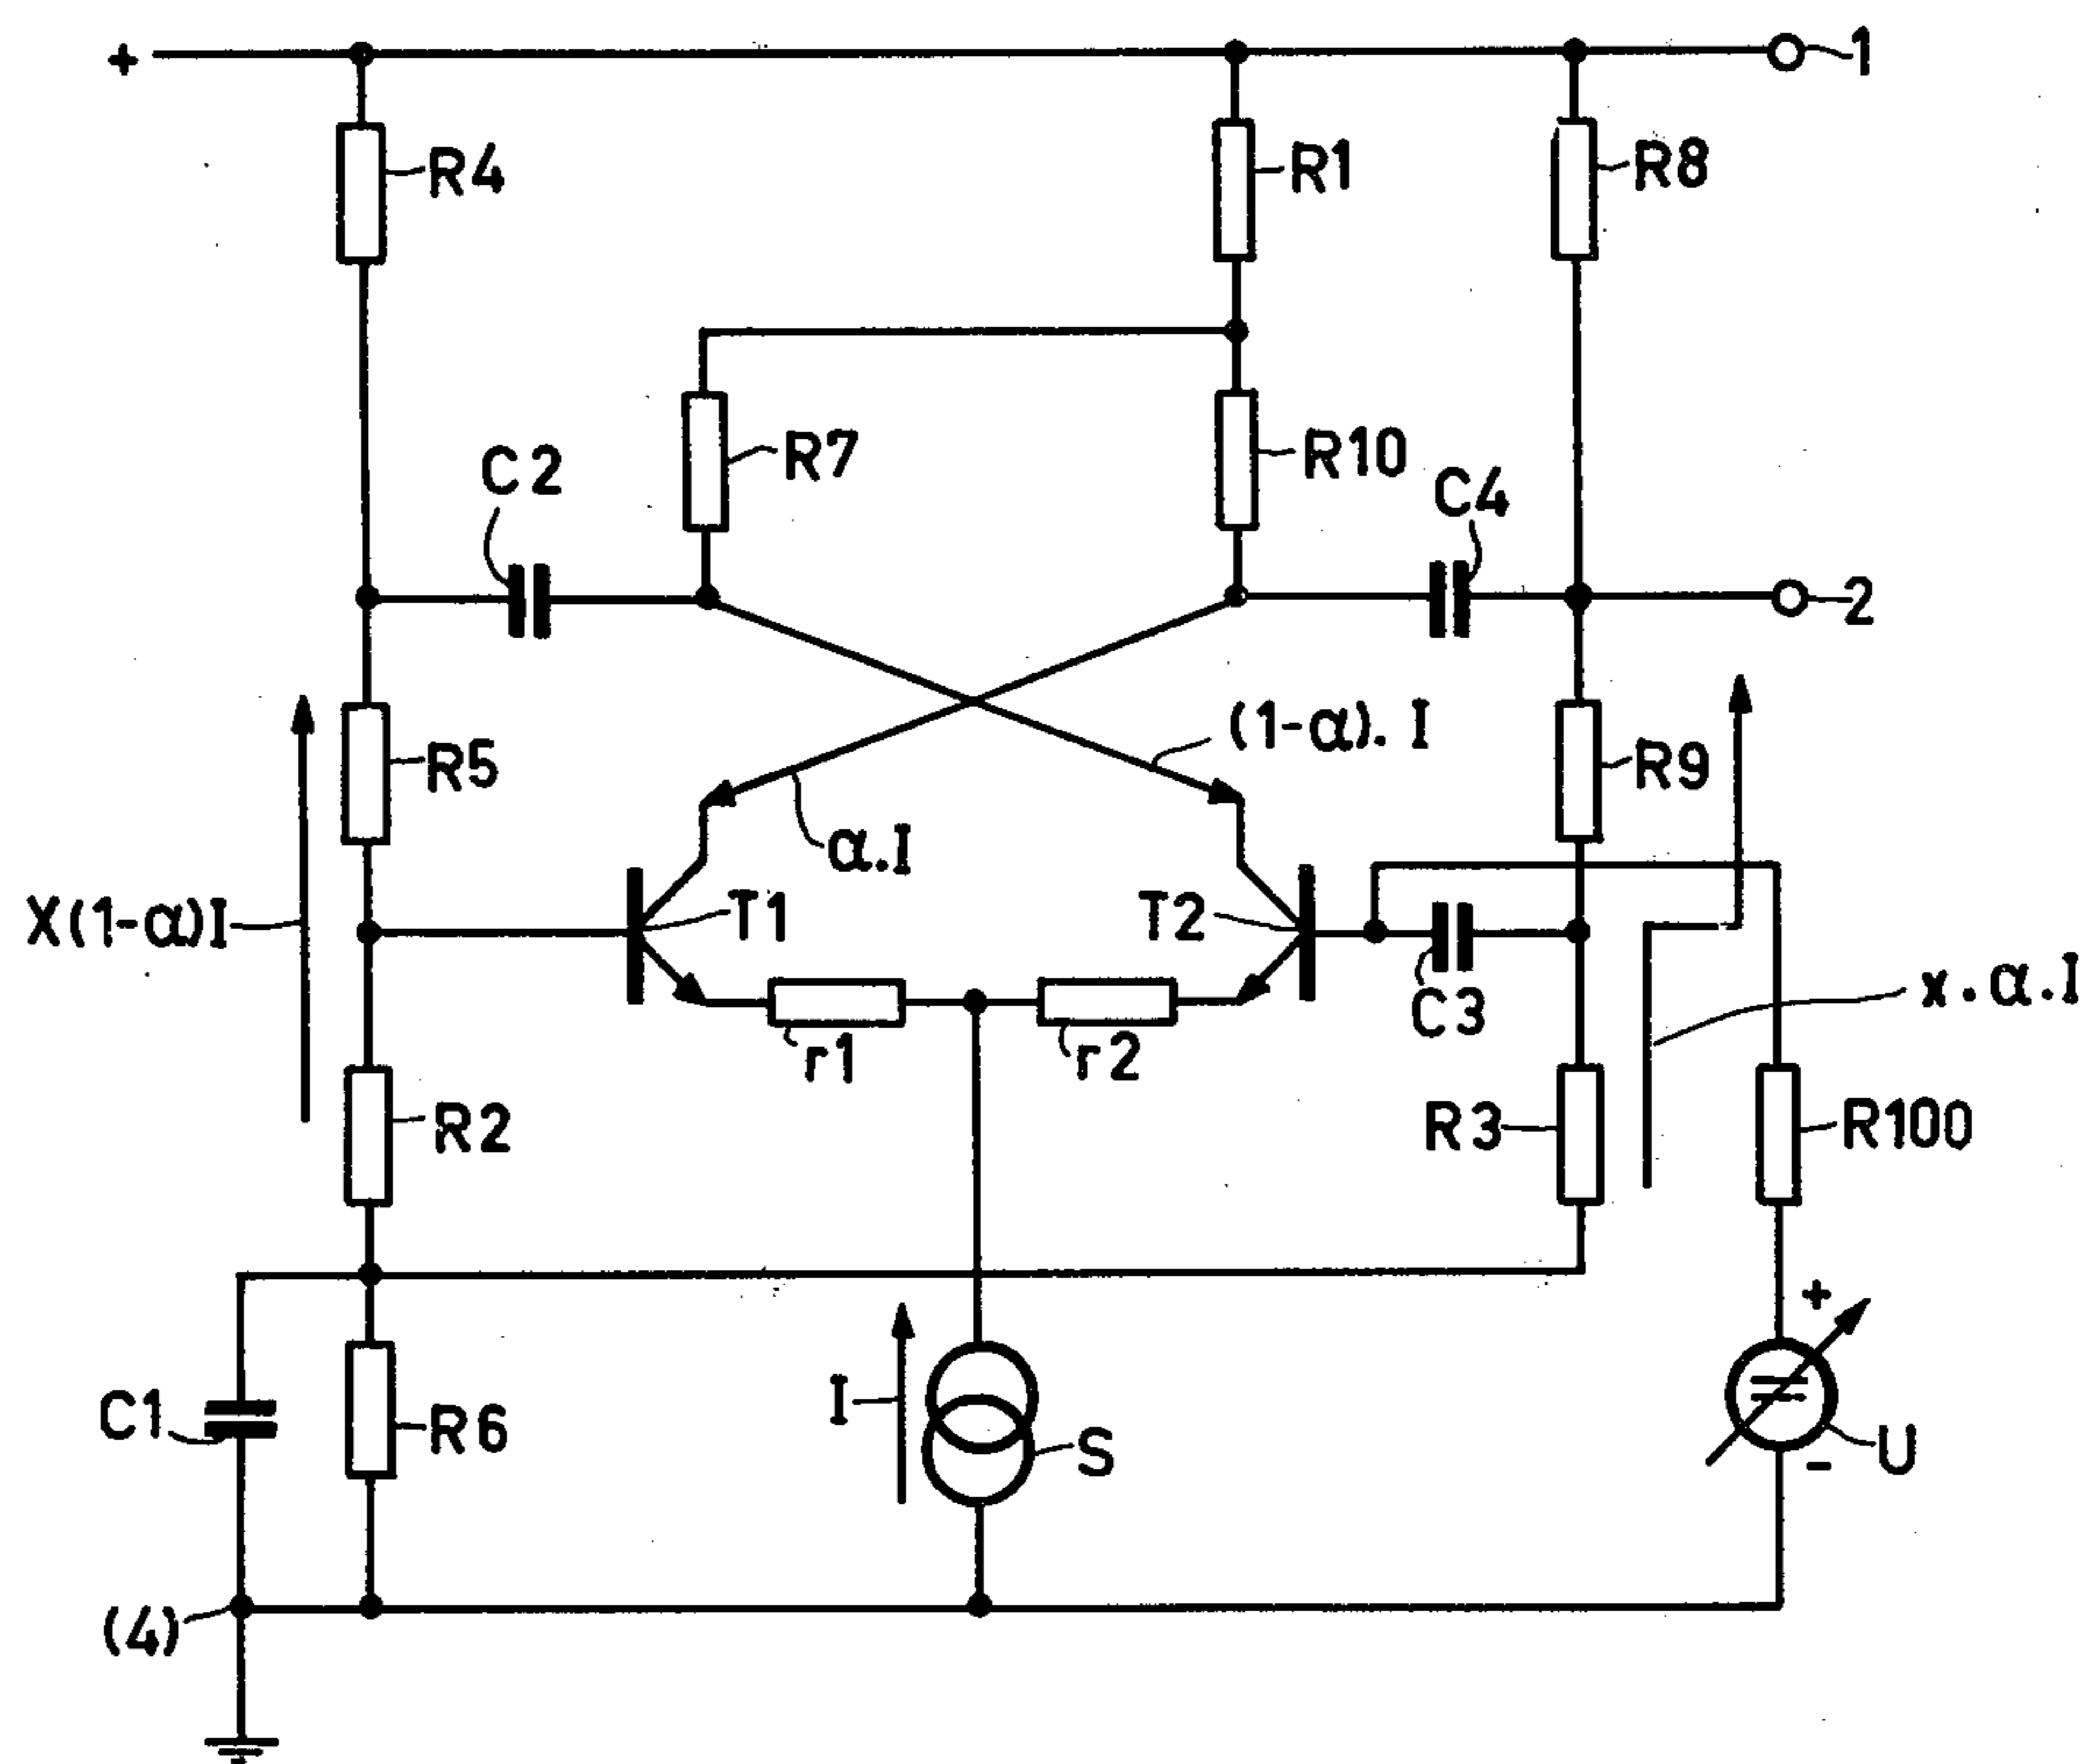 +
1
R4
R1
R8
C2
R7
R10
C4
2
(1-α). I
R5
R9
α.I
X(1-α)I
T1
T2
C3
x.α.I
r1
r2
R2
R3
R100
+
I
C1
R6
S
U
-
(4)